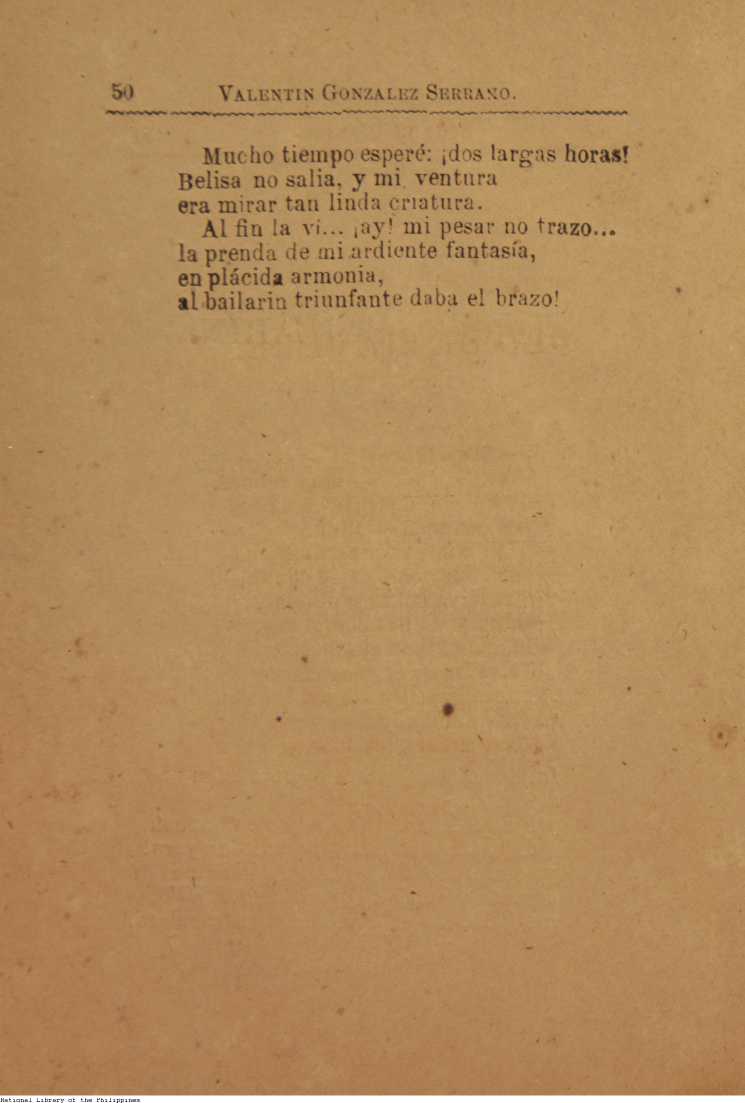 50 VALENTIN GONZALEZ SERRANO.
Mucho tiempo esperé: ¡dos largas horas!
Belisa no salia, y mi ventura
era mirar tan linda criatura.
Al fin la ví... ¡ay! mi pesar no trazo...
la prenda de mi ardiente fantasía,
en plácida armonia,
al bailarin triunfante daba el brazo!
National Library of the Philippines